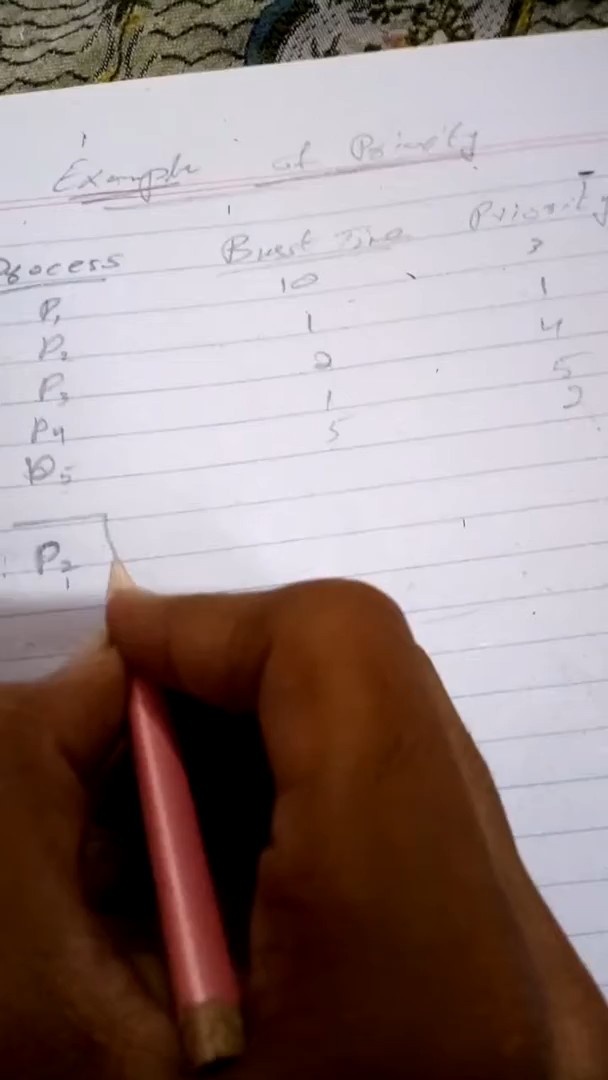 Example of Priority
Process Burst Time Priority
P1 10 3
P2 1 1
P3 2 4
P4 1 5
P5 5 2
P2